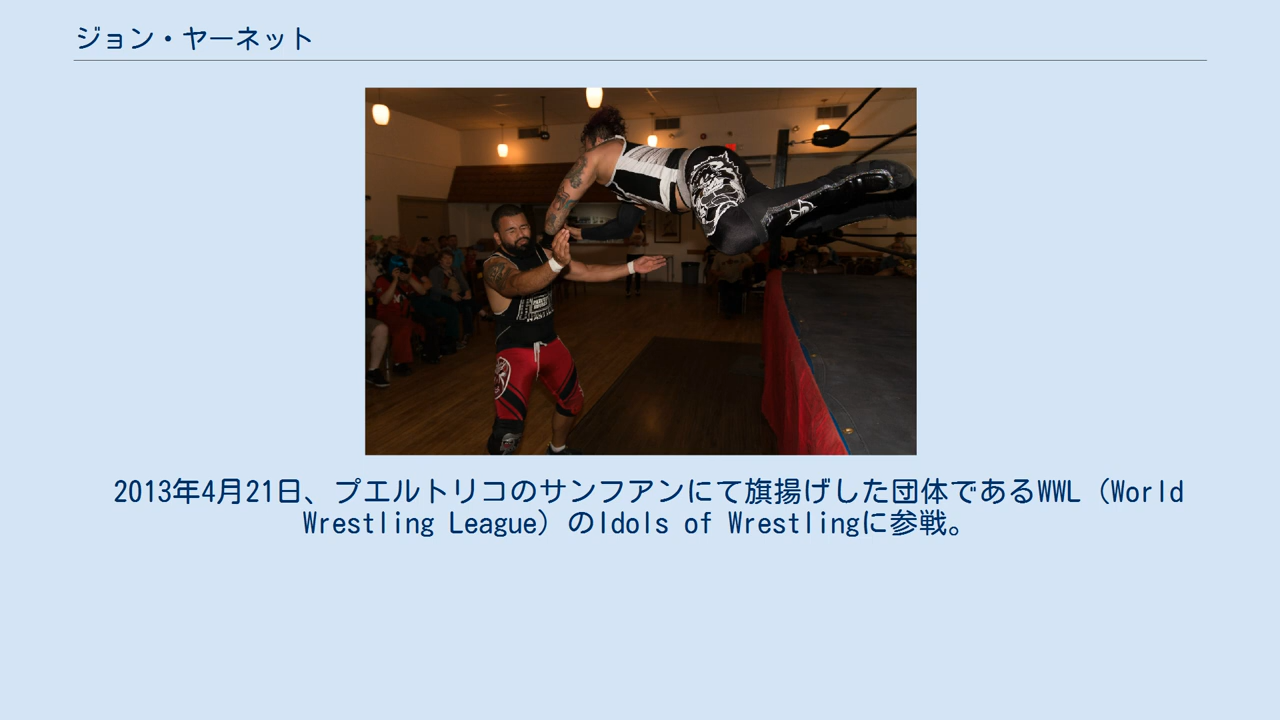 ジョン・ヤーネット
2013年4月21日、プエルトリコのサンフアンにて旗揚げした団体であるWWL（World
Wrestling League）のIdols of Wrestlingに参戦。